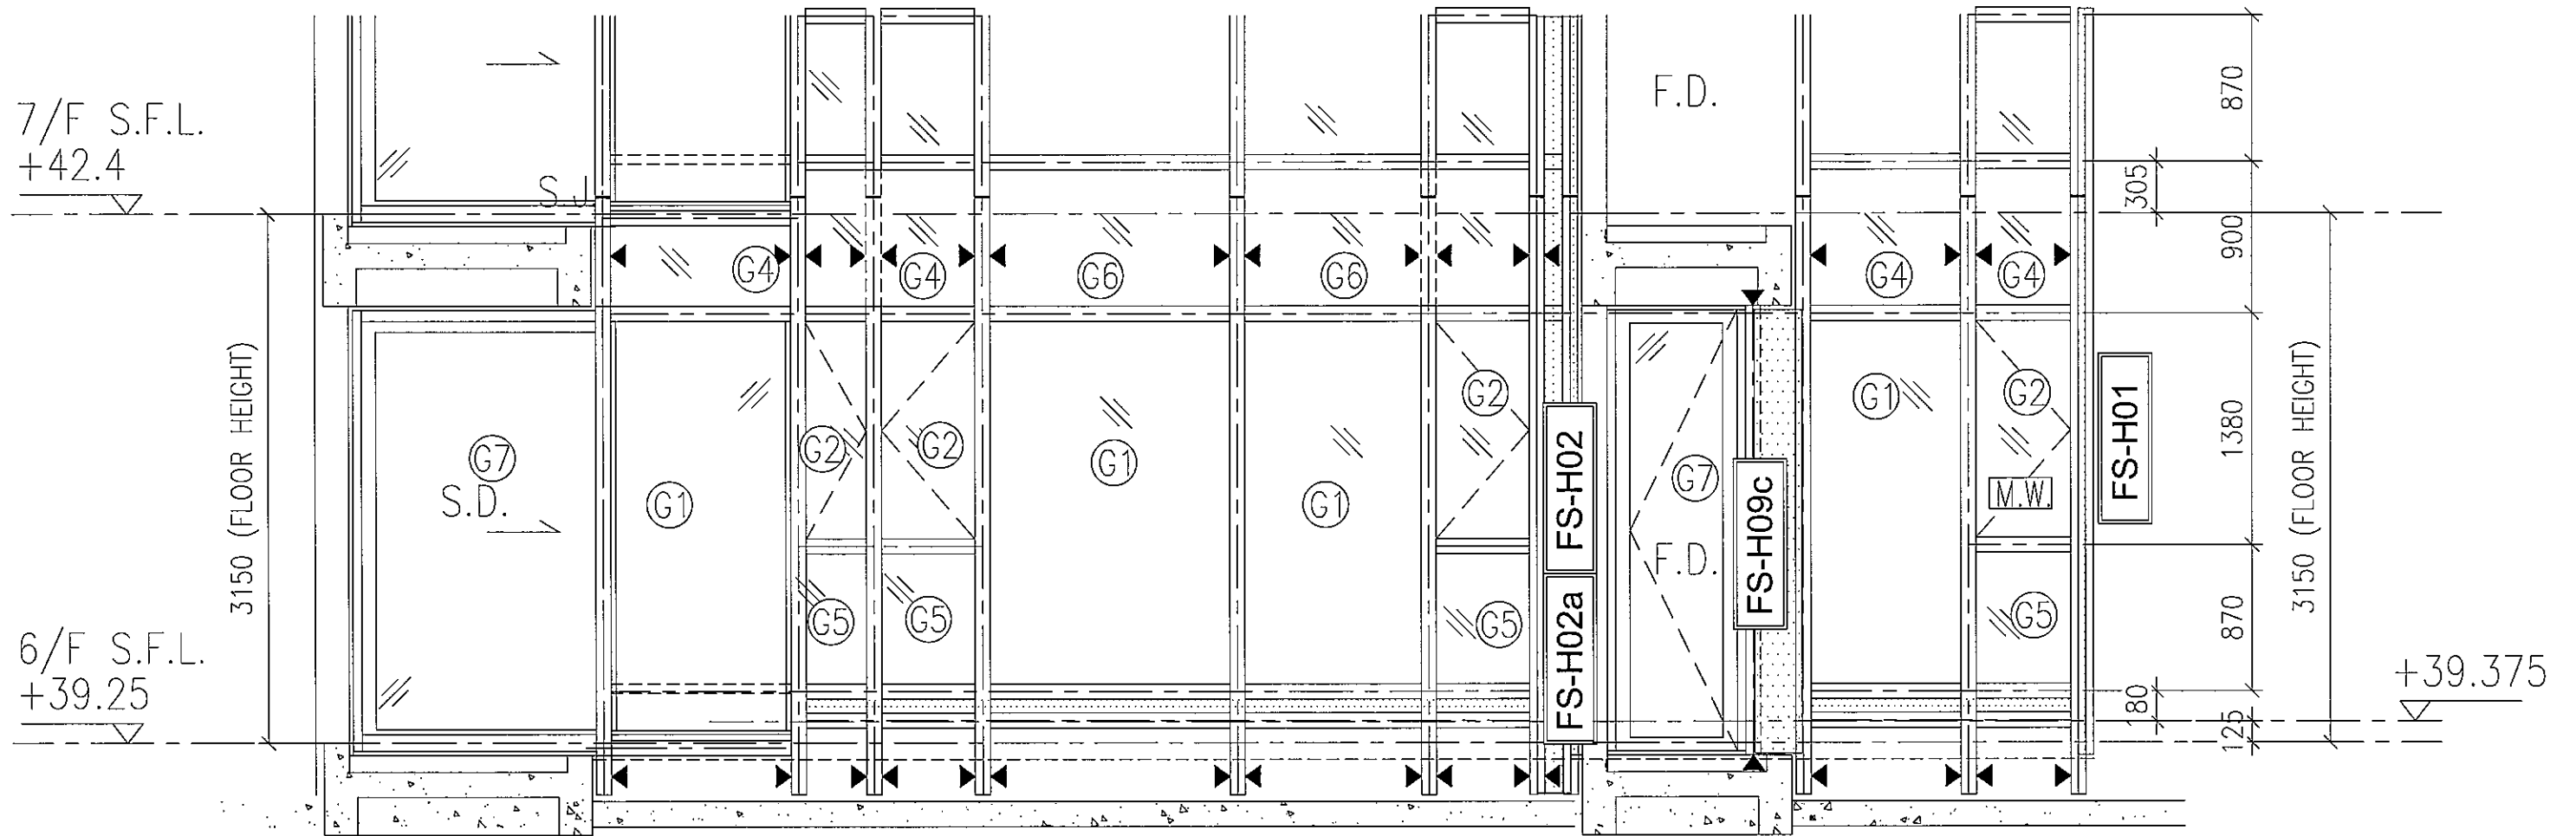 7/F S.F.L.
+42.4
S.J.
F.D.
870
305
900
G4
G4
G6
G6
G4
G4
3150 (FLOOR HEIGHT)
G7
S.D.
G1
G2
G2
G1
G1
G2
FS-H02
G7
F.D.
FS-H09c
G1
G2
M.W.
FS-H01
1380
3150 (FLOOR HEIGHT)
G5
G5
G5
FS-H02a
G5
870
6/F S.F.L.
+39.25
180
125
+39.375